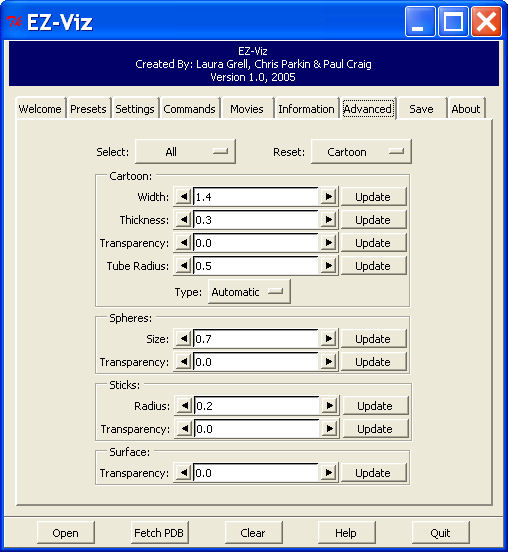 EZ-Viz
EZ-Viz
Created By: Laura Grell, Chris Parkin & Paul Craig
Version 1.0, 2005
Welcome Presets Settings Commands Movies Information Advanced Save About
Select: All Reset: Cartoon
Cartoon:
Width: 1.4 Update
Thickness: 0.3 Update
Transparency: 0.0 Update
Tube Radius: 0.5 Update
Type: Automatic
Spheres:
Size: 0.7 Update
Transparency: 0.0 Update
Sticks:
Radius: 0.2 Update
Transparency: 0.0 Update
Surface:
Transparency: 0.0 Update
Open Fetch PDB Clear Help Quit